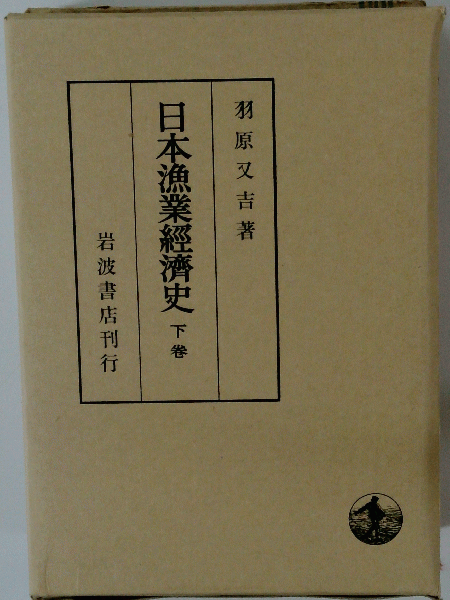 羽原又吉著
日本漁業經濟史 下卷
岩波書店刊行